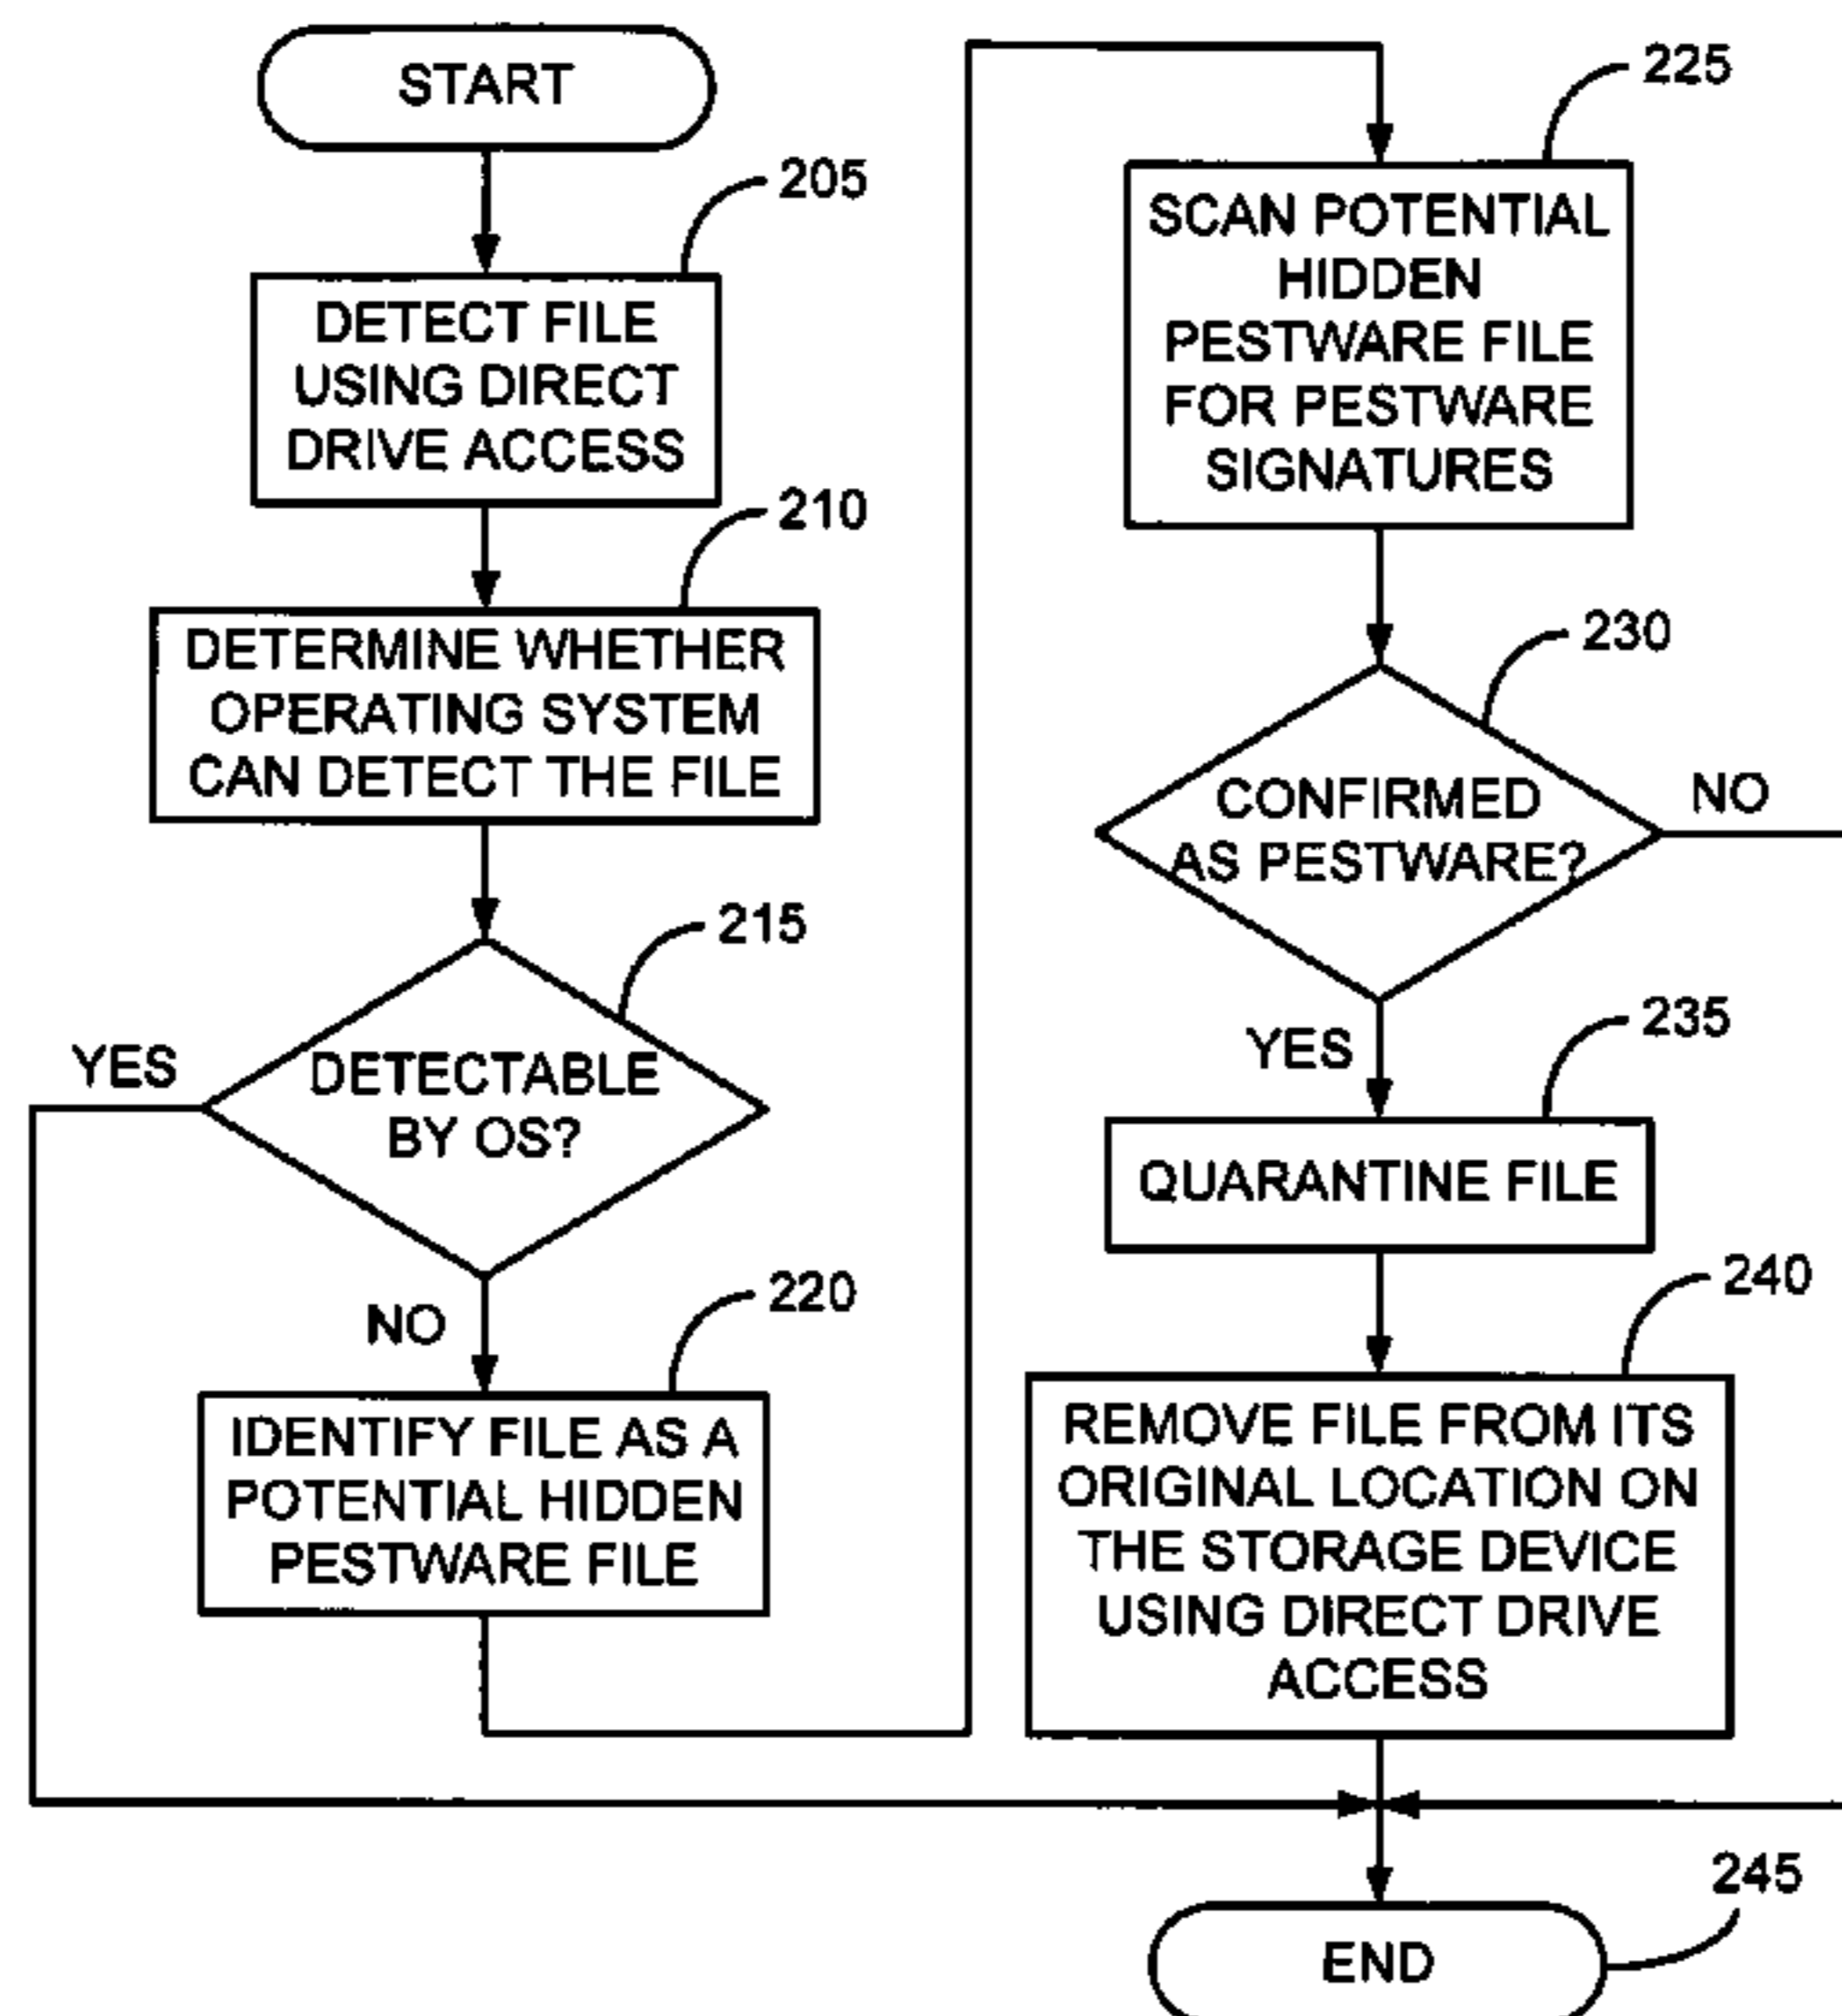 START
205
DETECT FILE
USING DIRECT
DRIVE ACCESS
210
DETERMINE WHETHER
OPERATING SYSTEM
CAN DETECT THE FILE
215
YES
DETECTABLE
BY OS?
NO
220
IDENTIFY FILE AS A
POTENTIAL HIDDEN
PESTWARE FILE
225
SCAN POTENTIAL
HIDDEN
PESTWARE FILE
FOR PESTWARE
SIGNATURES
230
CONFIRMED
AS PESTWARE?
NO
YES
235
QUARANTINE FILE
240
REMOVE FILE FROM ITS
ORIGINAL LOCATION ON
THE STORAGE DEVICE
USING DIRECT DRIVE
ACCESS
245
END